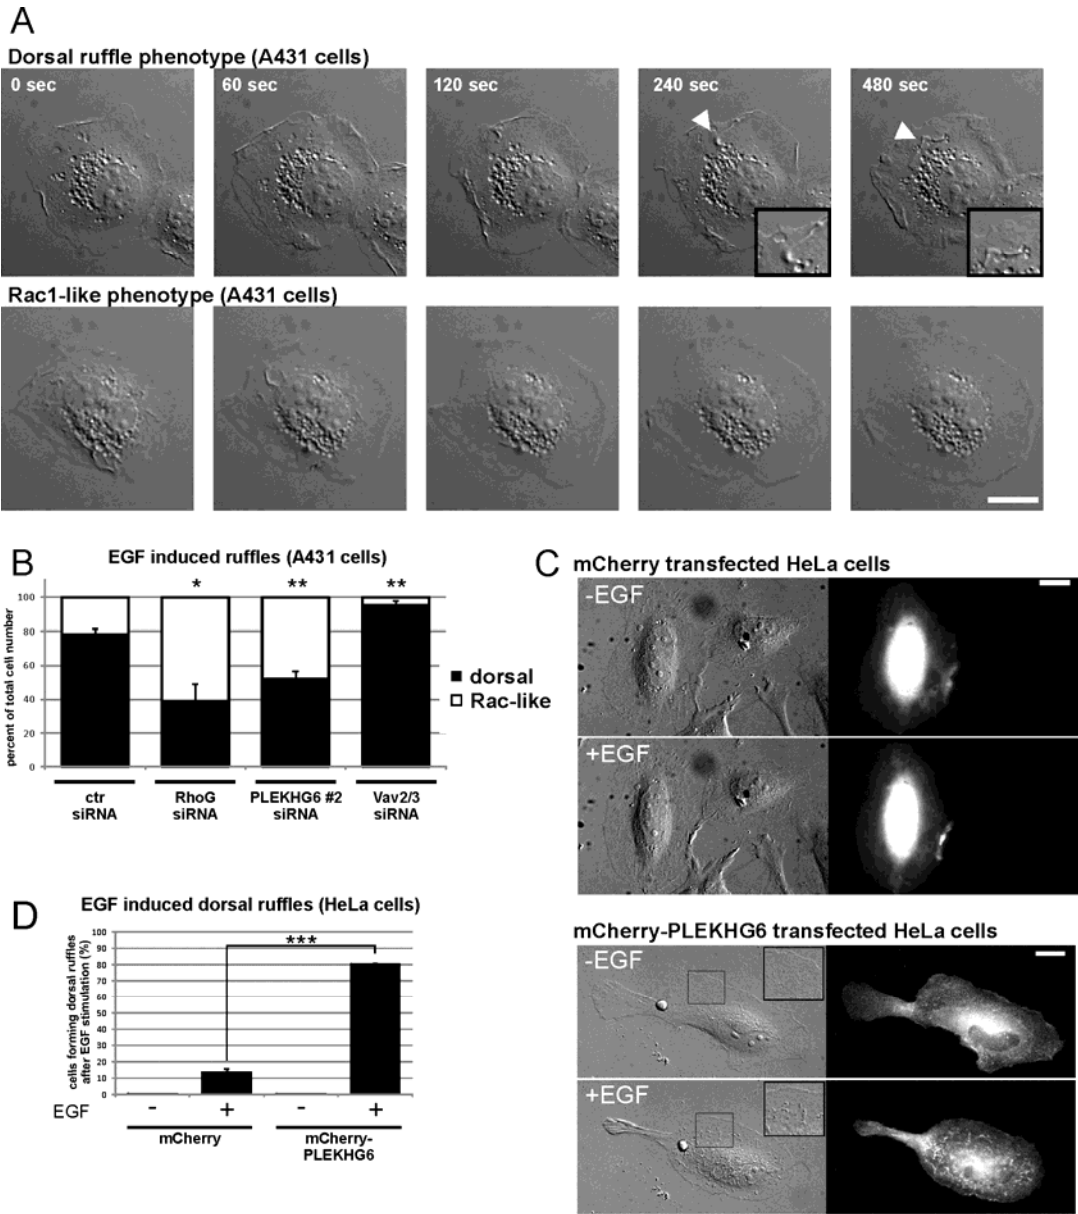 A
Dorsal ruffle phenotype (A431 cells)
0 sec
60 sec
120 sec
240 sec
480 sec
Rac1-like phenotype (A431 cells)
B
EGF induced ruffles (A431 cells)
* ** **
percent of total cell number
100
80
60
40
20
0
ctr siRNA
RhoG siRNA
PLEKHG6 #2 siRNA
Vav2/3 siRNA
dorsal
Rac-like
C
mCherry transfected HeLa cells
-EGF
+EGF
mCherry-PLEKHG6 transfected HeLa cells
-EGF
+EGF
D
EGF induced dorsal ruffles (HeLa cells)
***
cells forming dorsal ruffles
after EGF stimulation (%)
100
90
80
70
60
50
40
30
20
10
0
EGF - + - +
mCherry
mCherry-
PLEKHG6